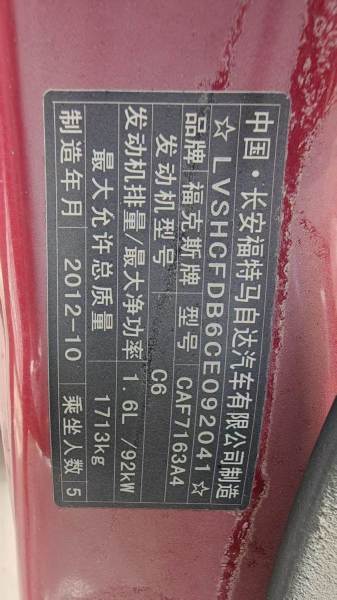 中国·长安福特马自达汽车有限公司制造
☆LVSHCFDB6CE092041☆
品牌 福克斯牌 型号 CAF7163A4
发动机型号 C6
发动机排量/最大净功率 1.6L /92kW
最大允许总质量 1713kg
制造年月 2012-10 乘坐人数 5